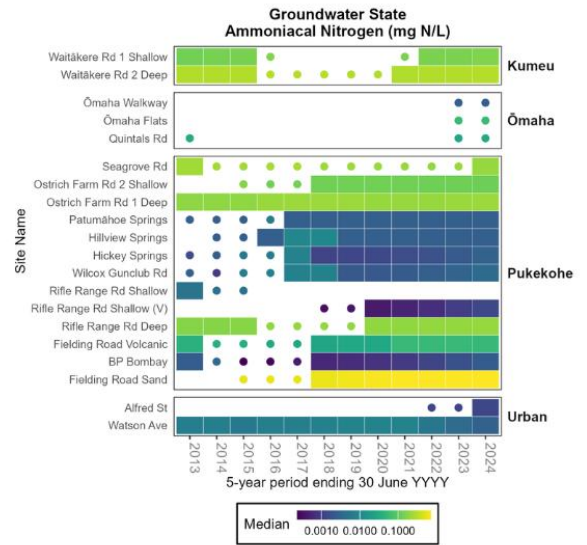 Groundwater State
Ammoniacal Nitrogen (mg N/L)
Site Name
Waitākere Rd 1 Shallow
Waitākere Rd 2 Deep
Kumeu
Ōmaha Walkway
Ōmaha Flats
Quintals Rd
Ōmaha
Seagrove Rd
Ostrich Farm Rd 2 Shallow
Ostrich Farm Rd 1 Deep
Patumāhoe Springs
Hillview Springs
Hickey Springs
Wilcox Gunclub Rd
Rifle Range Rd Shallow
Rifle Range Rd Shallow (V)
Rifle Range Rd Deep
Fielding Road Volcanic
BP Bombay
Fielding Road Sand
Pukekohe
Alfred St
Watson Ave
Urban
2013 2014 2015 2016 2017 2018 2019 2020 2021 2022 2023 2024
5-year period ending 30 June YYYY
Median
0.0010 0.0100 0.1000